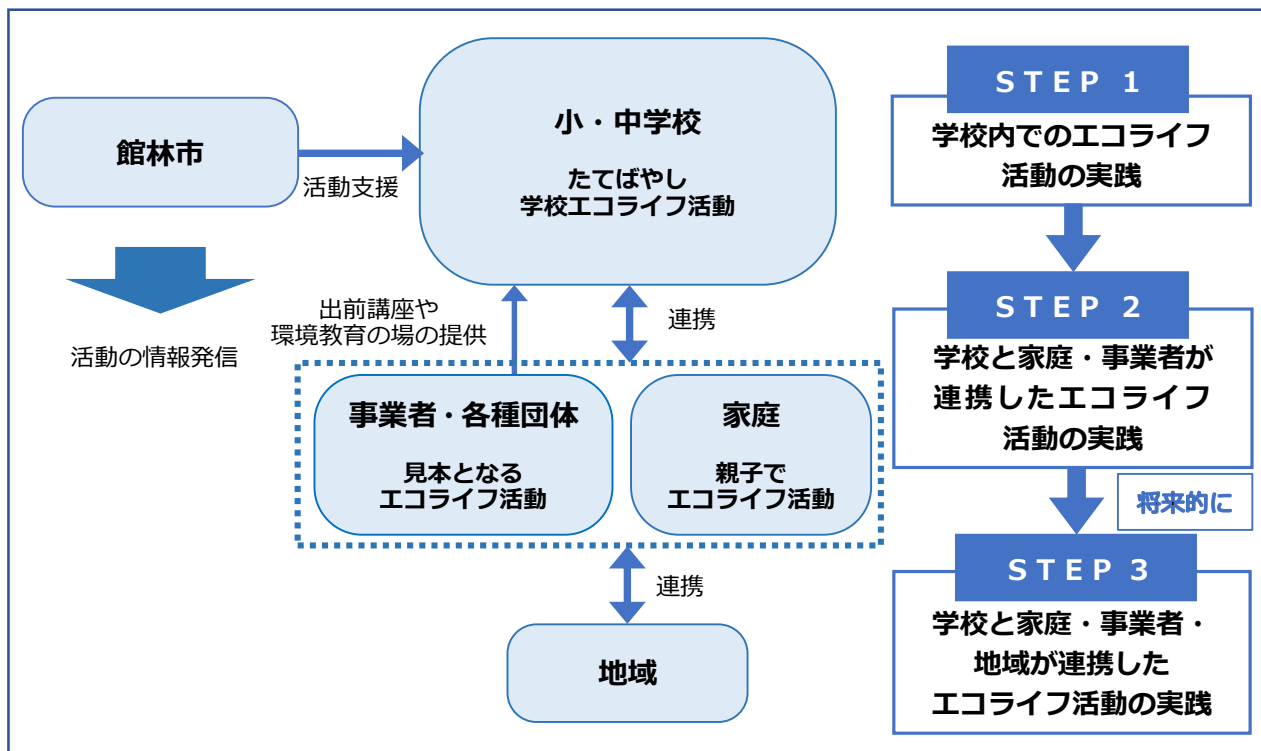 館林市
活動支援
小・中学校
たてばやし
学校エコライフ活動
活動の情報発信
出前講座や
環境教育の場の提供
連携
事業者・各種団体
見本となる
エコライフ活動
家庭
親子で
エコライフ活動
連携
地域
STEP 1
学校内でのエコライフ
活動の実践
STEP 2
学校と家庭・事業者が
連携したエコライフ
活動の実践
将来的に
STEP 3
学校と家庭・事業者・
地域が連携した
エコライフ活動の実践